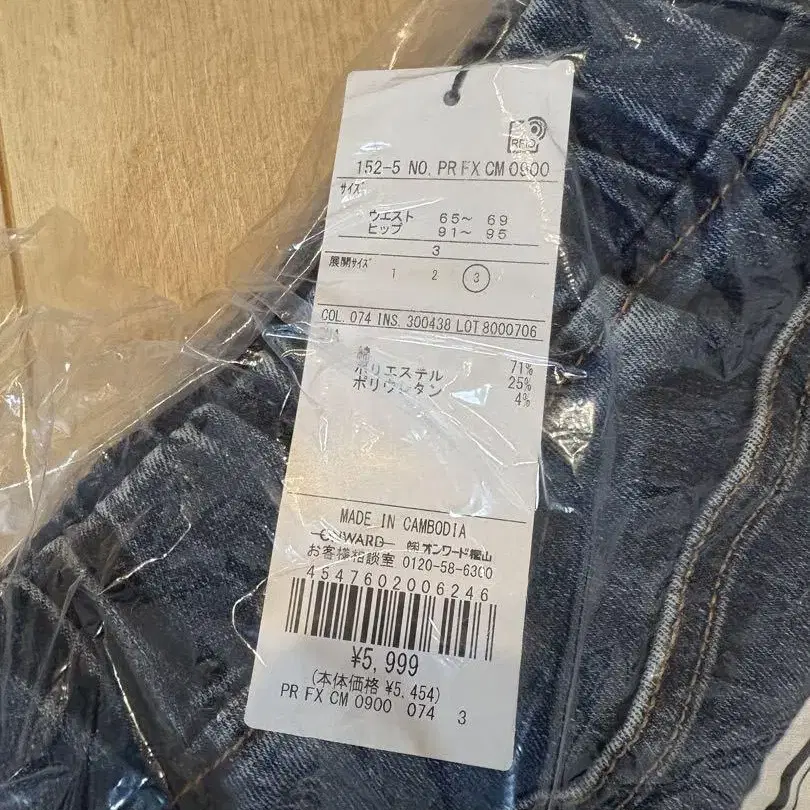 RFID
152-5 NO. PR FX CM 0900
サイズ
ウエスト 65〜 69
ヒップ 91〜 95
3
展開サイズ 1 2 3
COL. 074 INS. 300438 LOT 8000706
綿 71%
ポリエステル 25%
ポリウレタン 4%
MADE IN CAMBODIA
ONWARD ㈱オンワード樫山
お客様相談室 0120-58-6300
4547602006246
¥5,999
(本体価格 ¥5,454)
PR FX CM 0900 074 3